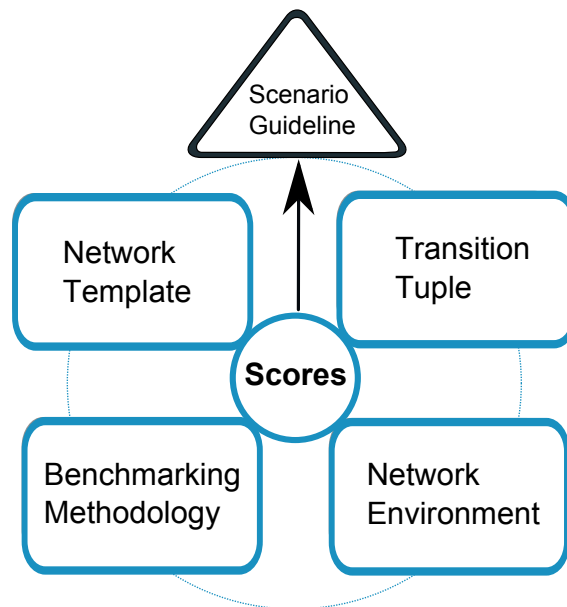 Scenario
Guideline
Network
Template
Transition
Tuple
Scores
Benchmarking
Methodology
Network
Environment